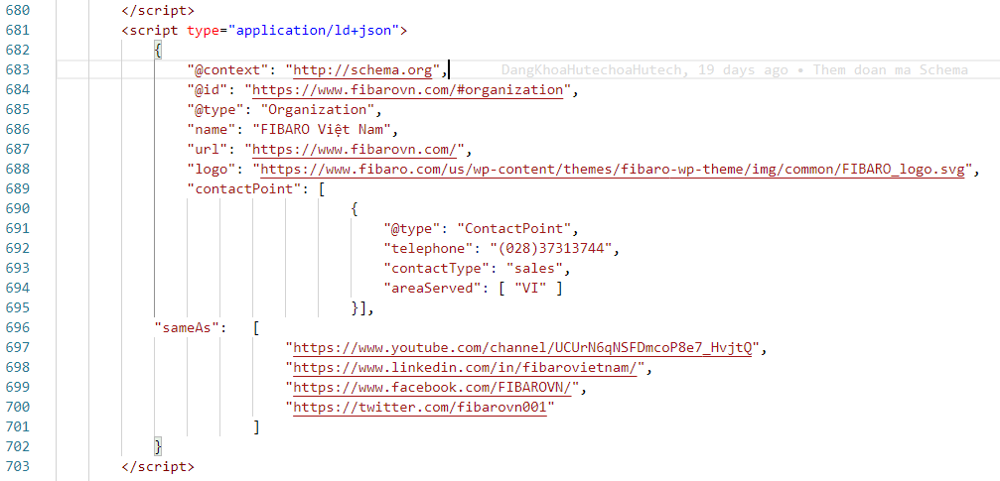 680 </script>
681 <script type="application/ld+json">
682 {
683 "@context": "http://schema.org", DangKhoaHutechoaHutech, 19 days ago • Them doan ma Schema
684 "@id": "https://www.fibarovn.com/#organization",
685 "@type": "Organization",
686 "name": "FIBARO Việt Nam",
687 "url": "https://www.fibarovn.com/",
688 "logo": "https://www.fibaro.com/us/wp-content/themes/fibaro-wp-theme/img/common/FIBARO_logo.svg",
689 "contactPoint": [
690 {
691 "@type": "ContactPoint",
692 "telephone": "(028)37313744",
693 "contactType": "sales",
694 "areaServed": [ "VI" ]
695 }],
696 "sameAs": [
697 "https://www.youtube.com/channel/UCUrN6qNSFDmcoP8e7_HvjtQ",
698 "https://www.linkedin.com/in/fibarovietnam/",
699 "https://www.facebook.com/FIBAROVN/",
700 "https://twitter.com/fibarovn001"
701 ]
702 }
703 </script>